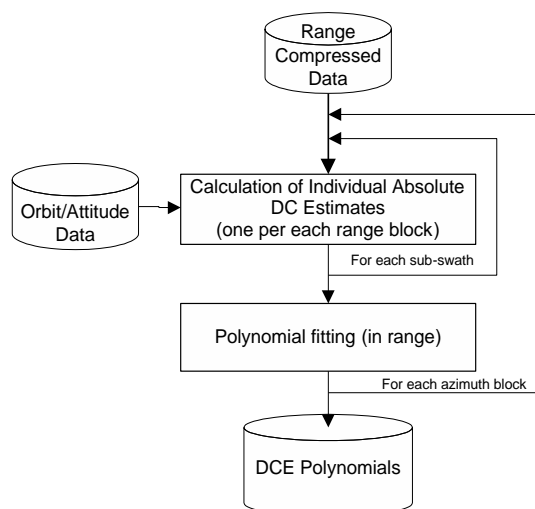 Range
Compressed
Data
Orbit/Attitude
Data
Calculation of Individual Absolute
DC Estimates
(one per each range block)
For each sub-swath
Polynomial fitting (in range)
For each azimuth block
DCE Polynomials